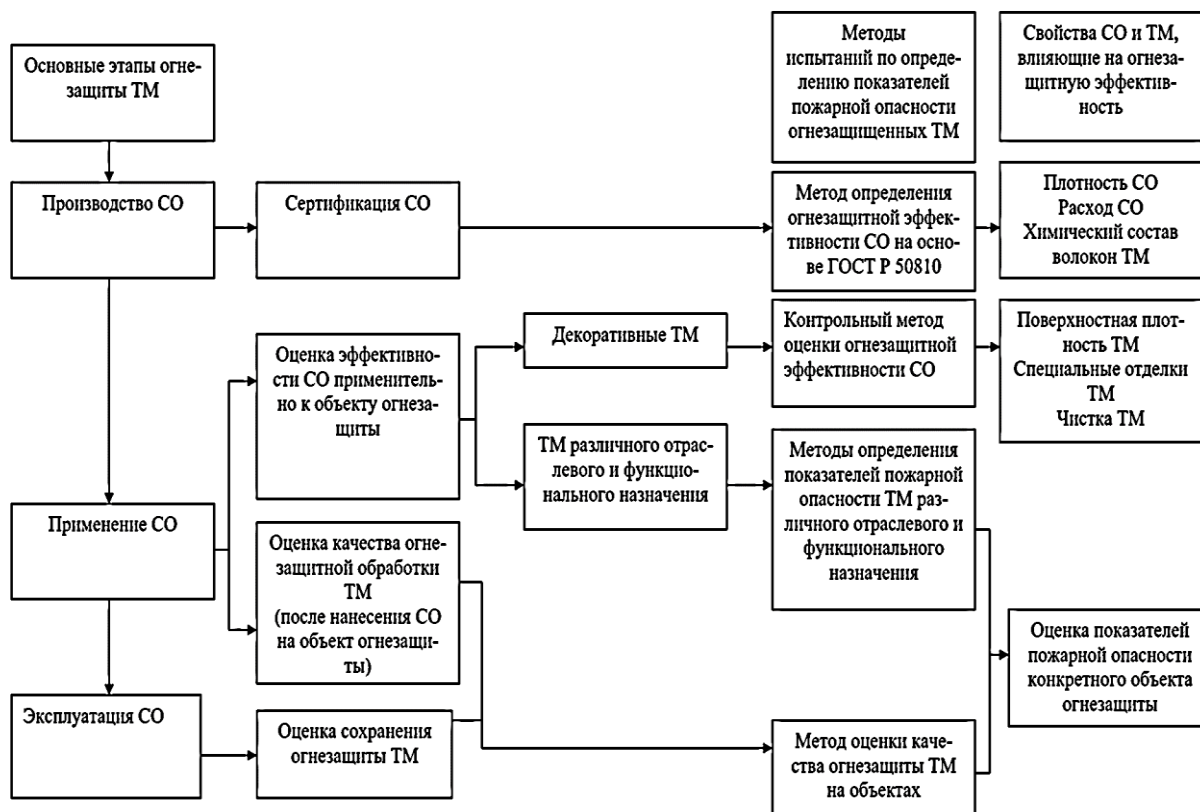 Основные этапы огне-
защиты ТМ
Методы
испытаний по опреде-
лению показателей
пожарной опасности
огнезащищенных ТМ
Свойства СО и ТМ,
влияющие на огнеза-
щитную эффектив-
ность
Производство СО
Сертификация СО
Метод определения
огнезащитной эффек-
тивности СО на осно-
ве ГОСТ Р 50810
Плотность СО
Расход СО
Химический состав
волокон ТМ
Применение СО
Оценка эффективно-
сти СО применитель-
но к объекту огнеза-
щиты
Декоративные ТМ
Контрольный метод
оценки огнезащитной
эффективности СО
Поверхностная плот-
ность ТМ
Специальные отделки
ТМ
Чистка ТМ
ТМ различного отрас-
левого и функцио-
нального назначения
Методы определения
показателей пожарной
опасности ТМ раз-
личного отраслевого и
функционального
назначения
Оценка качества огне-
защитной обработки
ТМ
(после нанесения СО
на объект огнезащи-
ты)
Оценка показателей
пожарной опасности
конкретного объекта
огнезащиты
Эксплуатация СО
Оценка сохранения
огнезащиты ТМ
Метод оценки каче-
ства огнезащиты ТМ
на объектах